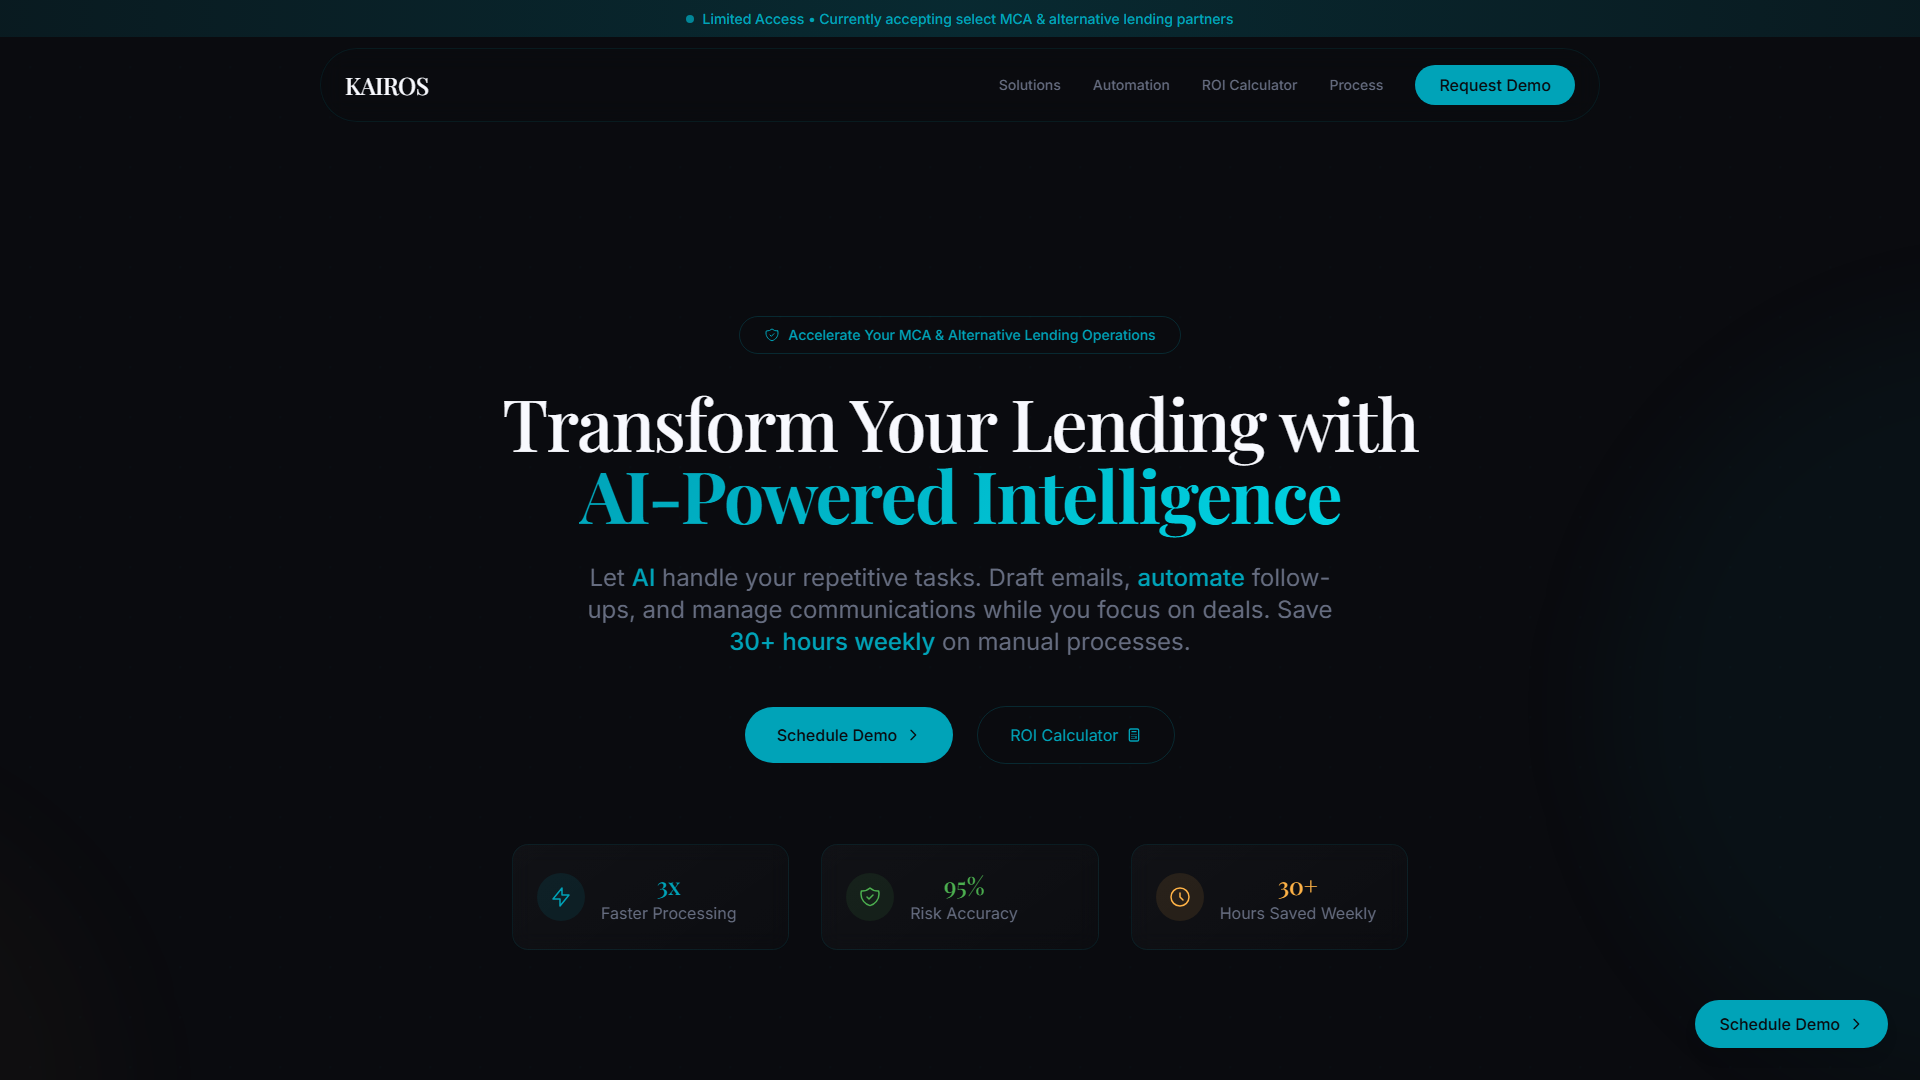 Limited Access • Currently accepting select MCA & alternative lending partners
KAIROS
Solutions
Automation
ROI Calculator
Process
Request Demo
Accelerate Your MCA & Alternative Lending Operations
Transform Your Lending with
AI-Powered Intelligence
Let AI handle your repetitive tasks. Draft emails, automate follow-
ups, and manage communications while you focus on deals. Save
30+ hours weekly on manual processes.
Schedule Demo
ROI Calculator
3x
Faster Processing
95%
Risk Accuracy
30+
Hours Saved Weekly
Schedule Demo